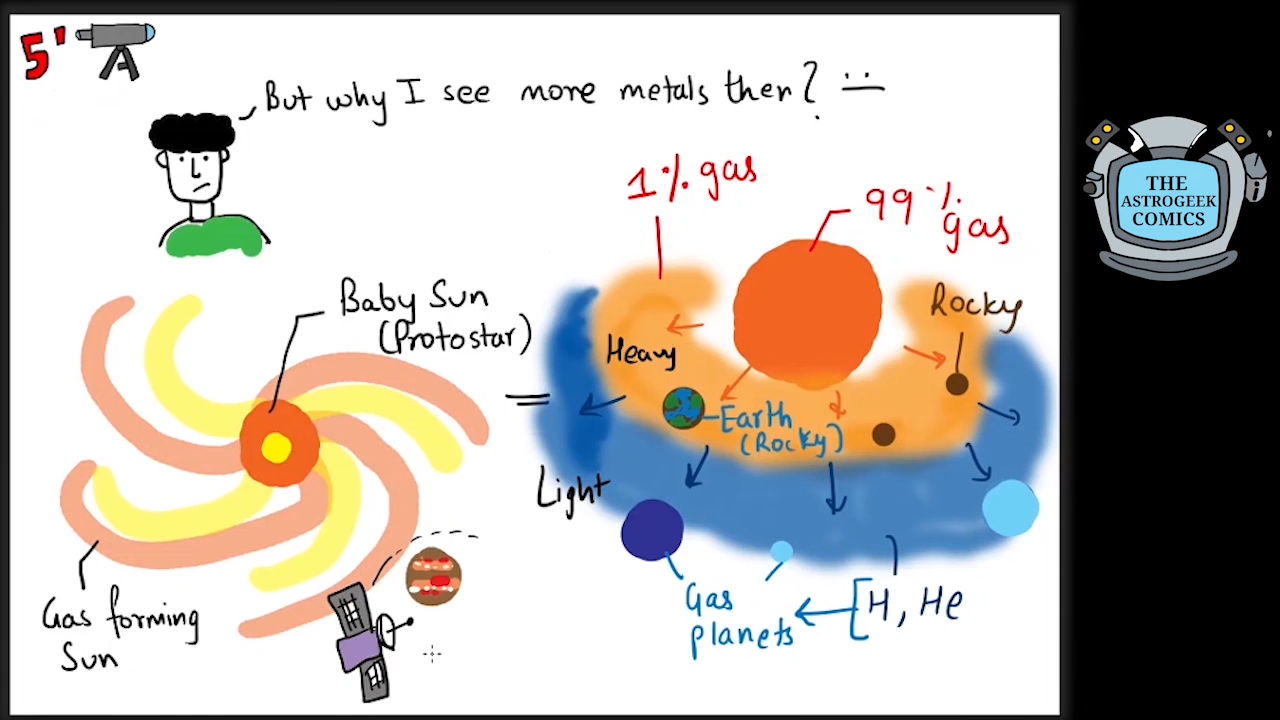 5'
But why I see more metals then?
1% gas
99% gas
THE
ASTROGEEK
COMICS
Baby Sun
(Protostar)
=
Rocky
Heavy
Earth
(Rocky)
Light
Gas forming
Sun
Gas
planets
[H, He